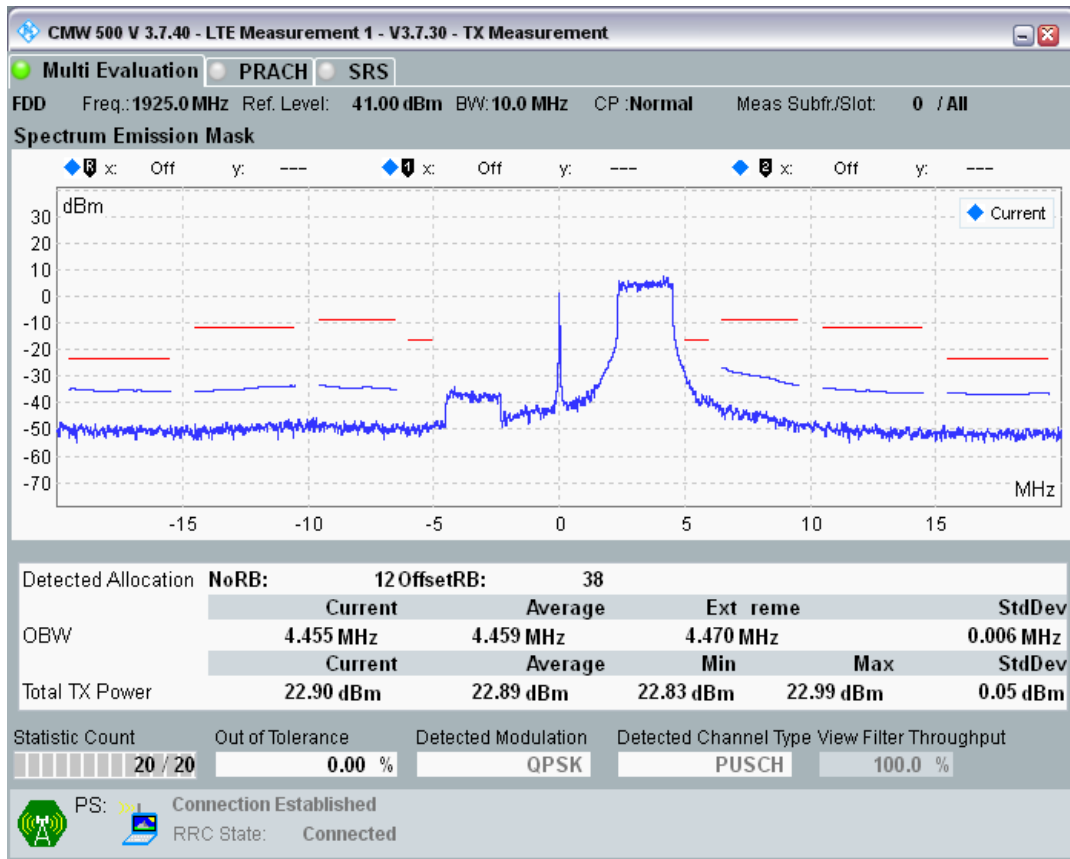 CMW 500 V 3.7.40 - LTE Measurement 1 - V3.7.30 - TX Measurement
Multi Evaluation PRACH SRS
FDD Freq.: 1925.0 MHz Ref. Level: 41.00 dBm BW: 10.0 MHz CP : Normal Meas Subfr./Slot: 0 / All
Spectrum Emission Mask
R x: Off y: --- 1 x: Off y: --- 2 x: Off y: ---
dBm
Current
30
20
10
0
-10
-20
-30
-40
-50
-60
-70
MHz
-15 -10 -5 0 5 10 15
Detected Allocation NoRB: 12 OffsetRB: 38
Current Average Ext reme StdDev
OBW 4.455 MHz 4.459 MHz 4.470 MHz 0.006 MHz
Current Average Min Max StdDev
Total TX Power 22.90 dBm 22.89 dBm 22.83 dBm 22.99 dBm 0.05 dBm
Statistic Count Out of Tolerance Detected Modulation Detected Channel Type View Filter Throughput
20 / 20 0.00 % QPSK PUSCH 100.0 %
PS: Connection Established
RRC State: Connected